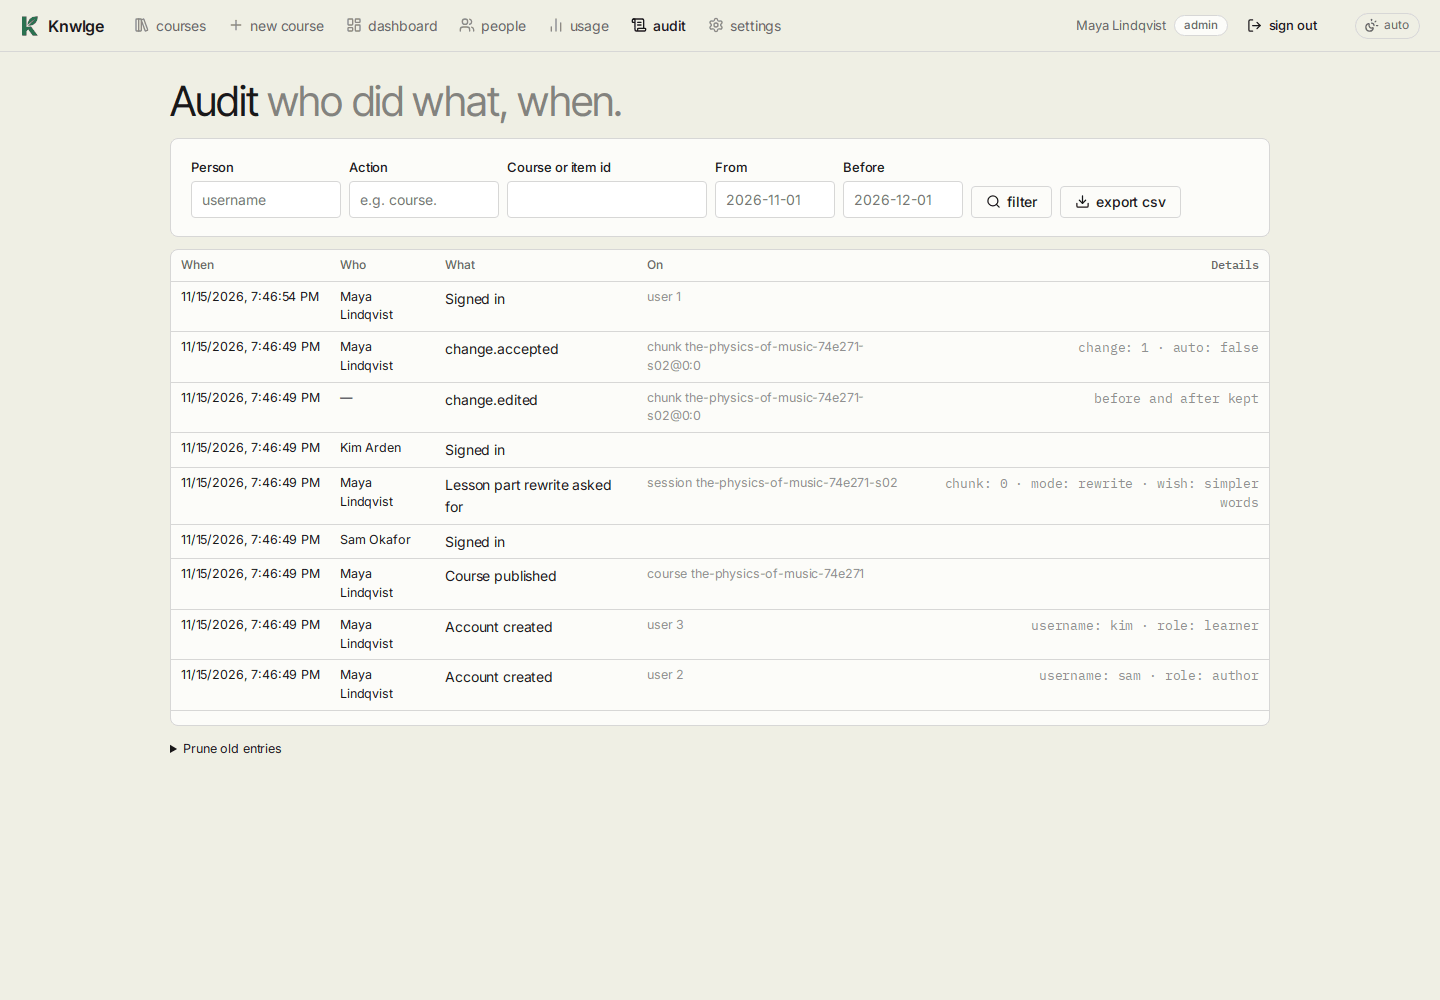 Knwlge courses new course dashboard people usage audit settings Maya Lindqvist admin sign out auto
Audit who did what, when.
Person Action Course or item id From Before
username e.g. course. 2026-11-01 2026-12-01 filter export csv
When Who What On Details
11/15/2026, 7:46:54 PM Maya Lindqvist Signed in user 1
11/15/2026, 7:46:49 PM Maya Lindqvist change.accepted chunk the-physics-of-music-74e271-s02@0:0 change: 1 · auto: false
11/15/2026, 7:46:49 PM — change.edited chunk the-physics-of-music-74e271-s02@0:0 before and after kept
11/15/2026, 7:46:49 PM Kim Arden Signed in
11/15/2026, 7:46:49 PM Maya Lindqvist Lesson part rewrite asked for session the-physics-of-music-74e271-s02 chunk: 0 · mode: rewrite · wish: simpler words
11/15/2026, 7:46:49 PM Sam Okafor Signed in
11/15/2026, 7:46:49 PM Maya Lindqvist Course published course the-physics-of-music-74e271
11/15/2026, 7:46:49 PM Maya Lindqvist Account created user 3 username: kim · role: learner
11/15/2026, 7:46:49 PM Maya Lindqvist Account created user 2 username: sam · role: author
Prune old entries